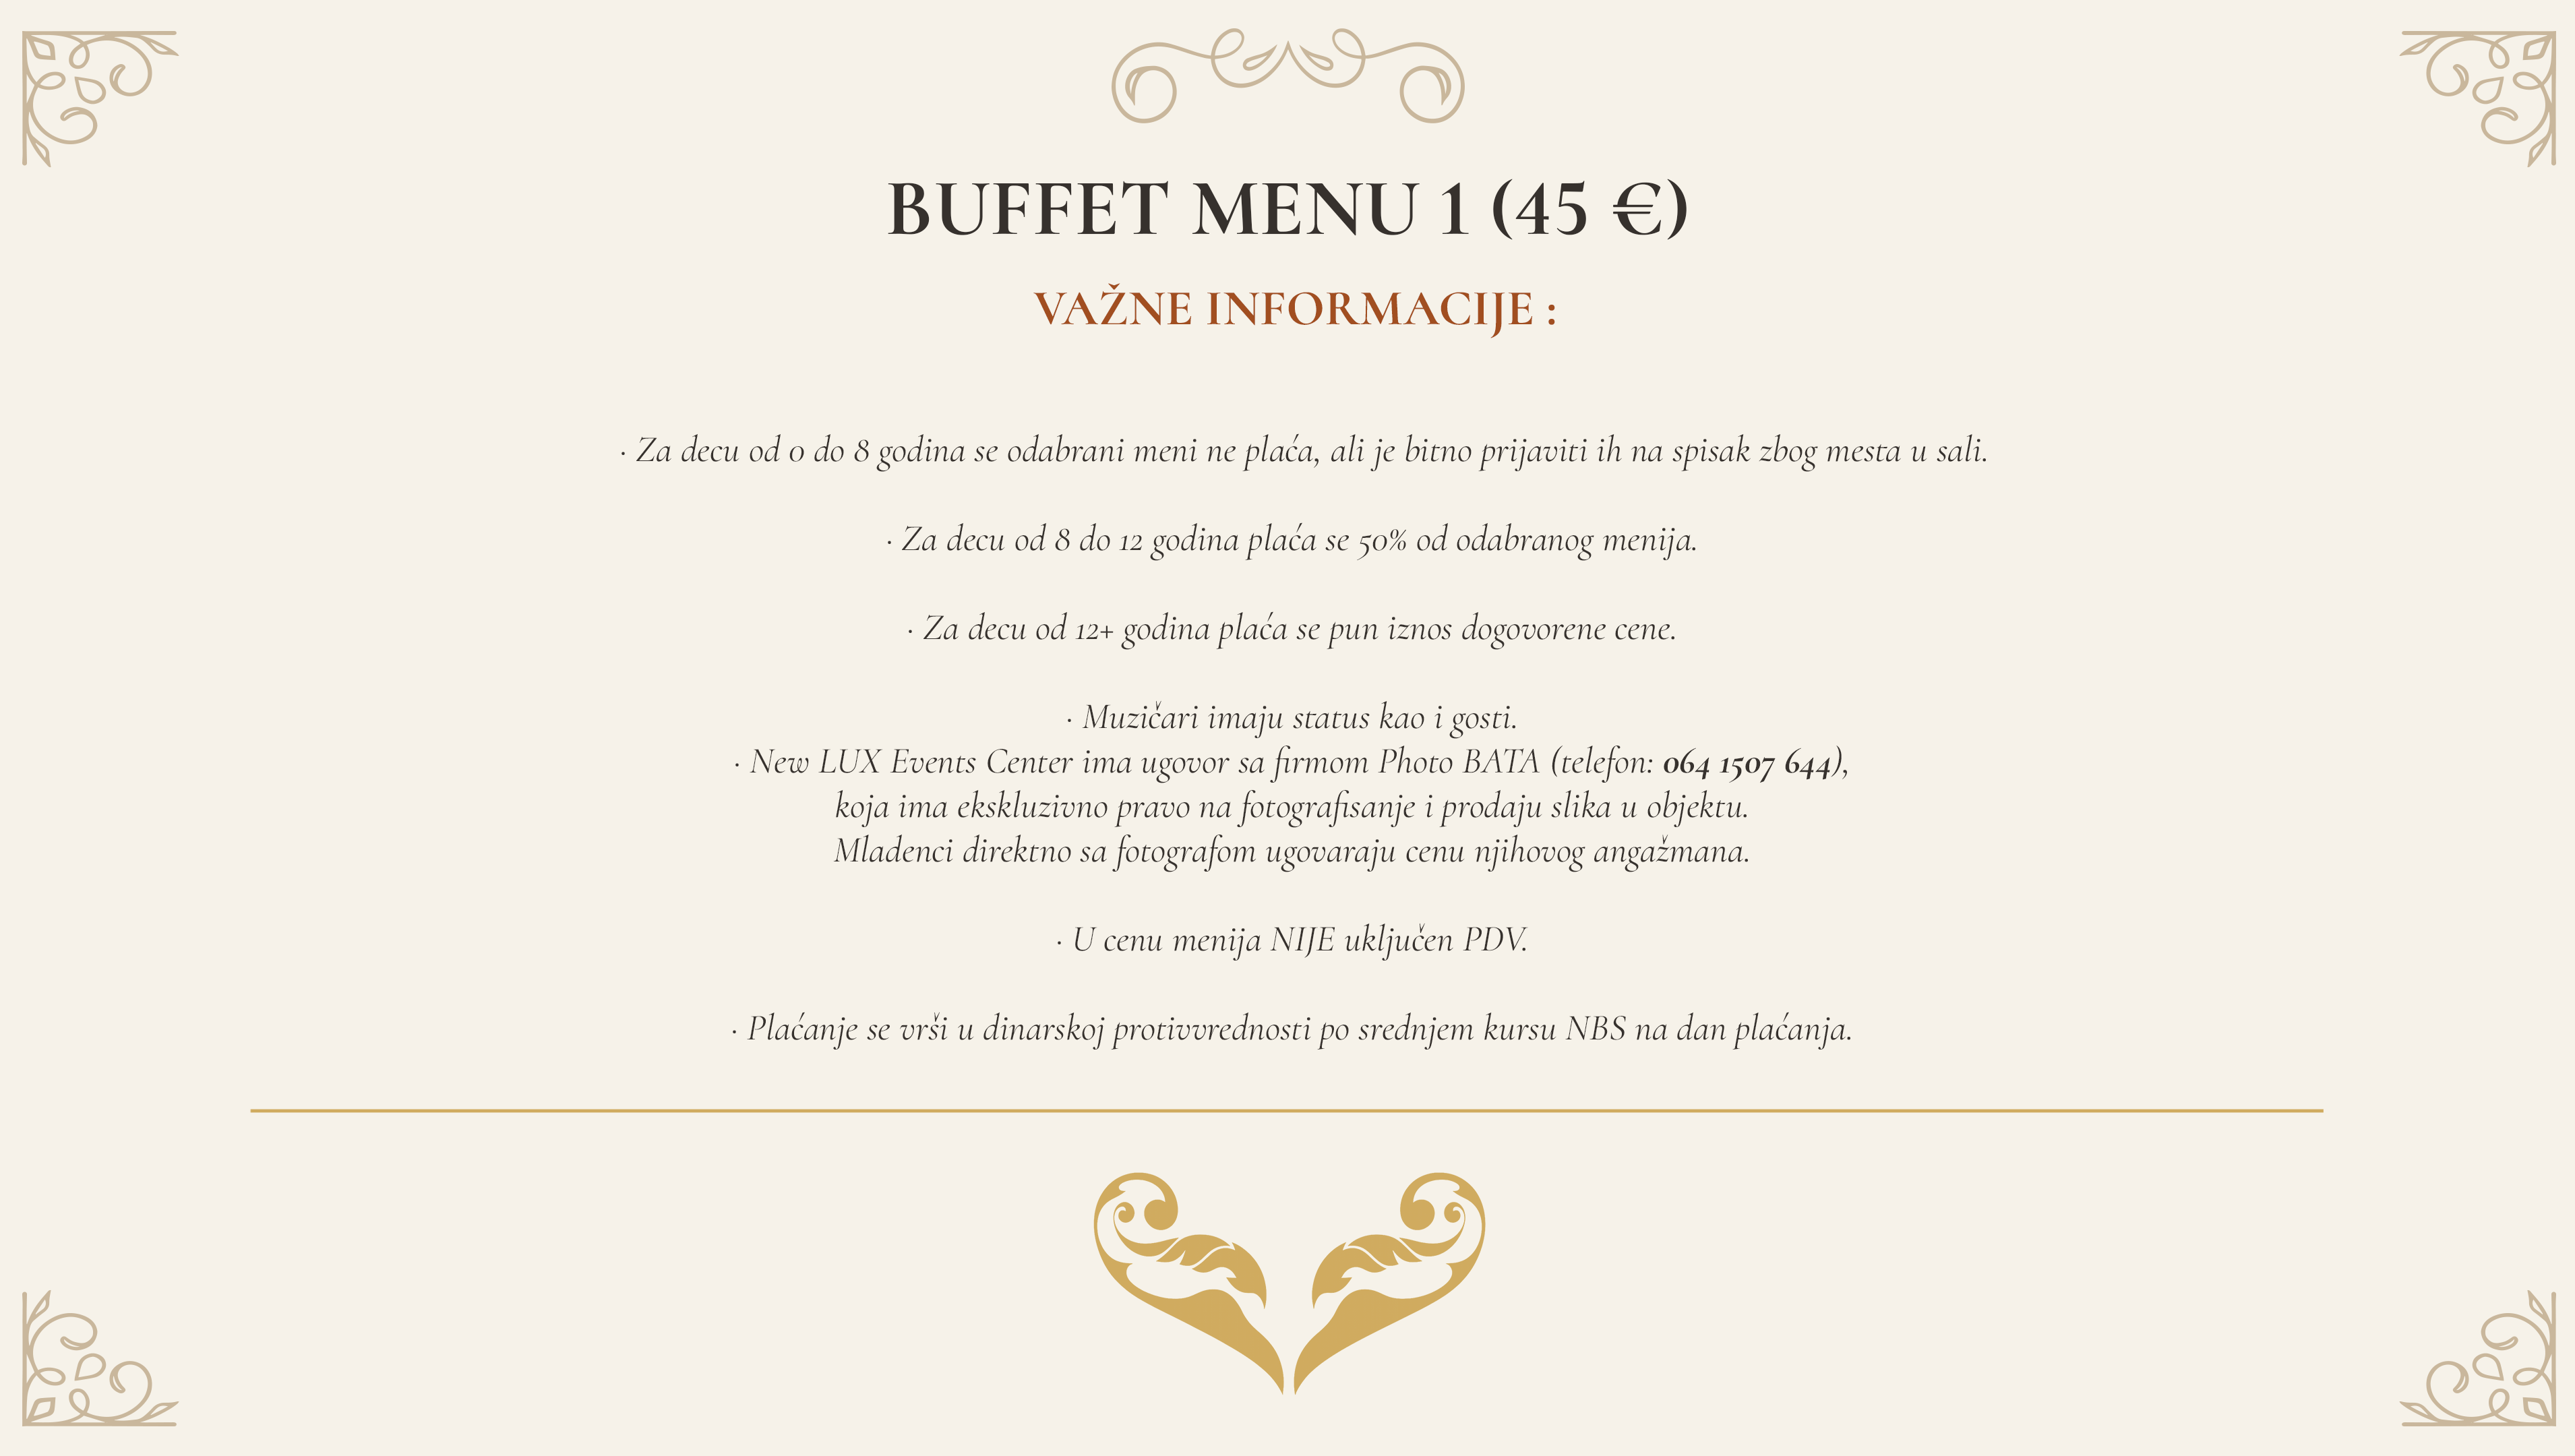 BUFFET MENU 1 (45 €)
VAŽNE INFORMACIJE :
· Za decu od 0 do 8 godina se odabrani meni ne plaća, ali je bitno prijaviti ih na spisak zbog mesta u sali.
· Za decu od 8 do 12 godina plaća se 50% od odabranog menija.
· Za decu od 12+ godina plaća se pun iznos dogovorene cene.
· Muzičari imaju status kao i gosti.
· New LUX Events Center ima ugovor sa firmom Photo BATA (telefon: 064 1507 644),
koja ima ekskluzivno pravo na fotografisanje i prodaju slika u objektu.
Mladenci direktno sa fotografom ugovaraju cenu njihovog angažmana.
· U cenu menija NIJE uključen PDV.
· Plaćanje se vrši u dinarskoj protivvrednosti po srednjem kursu NBS na dan plaćanja.